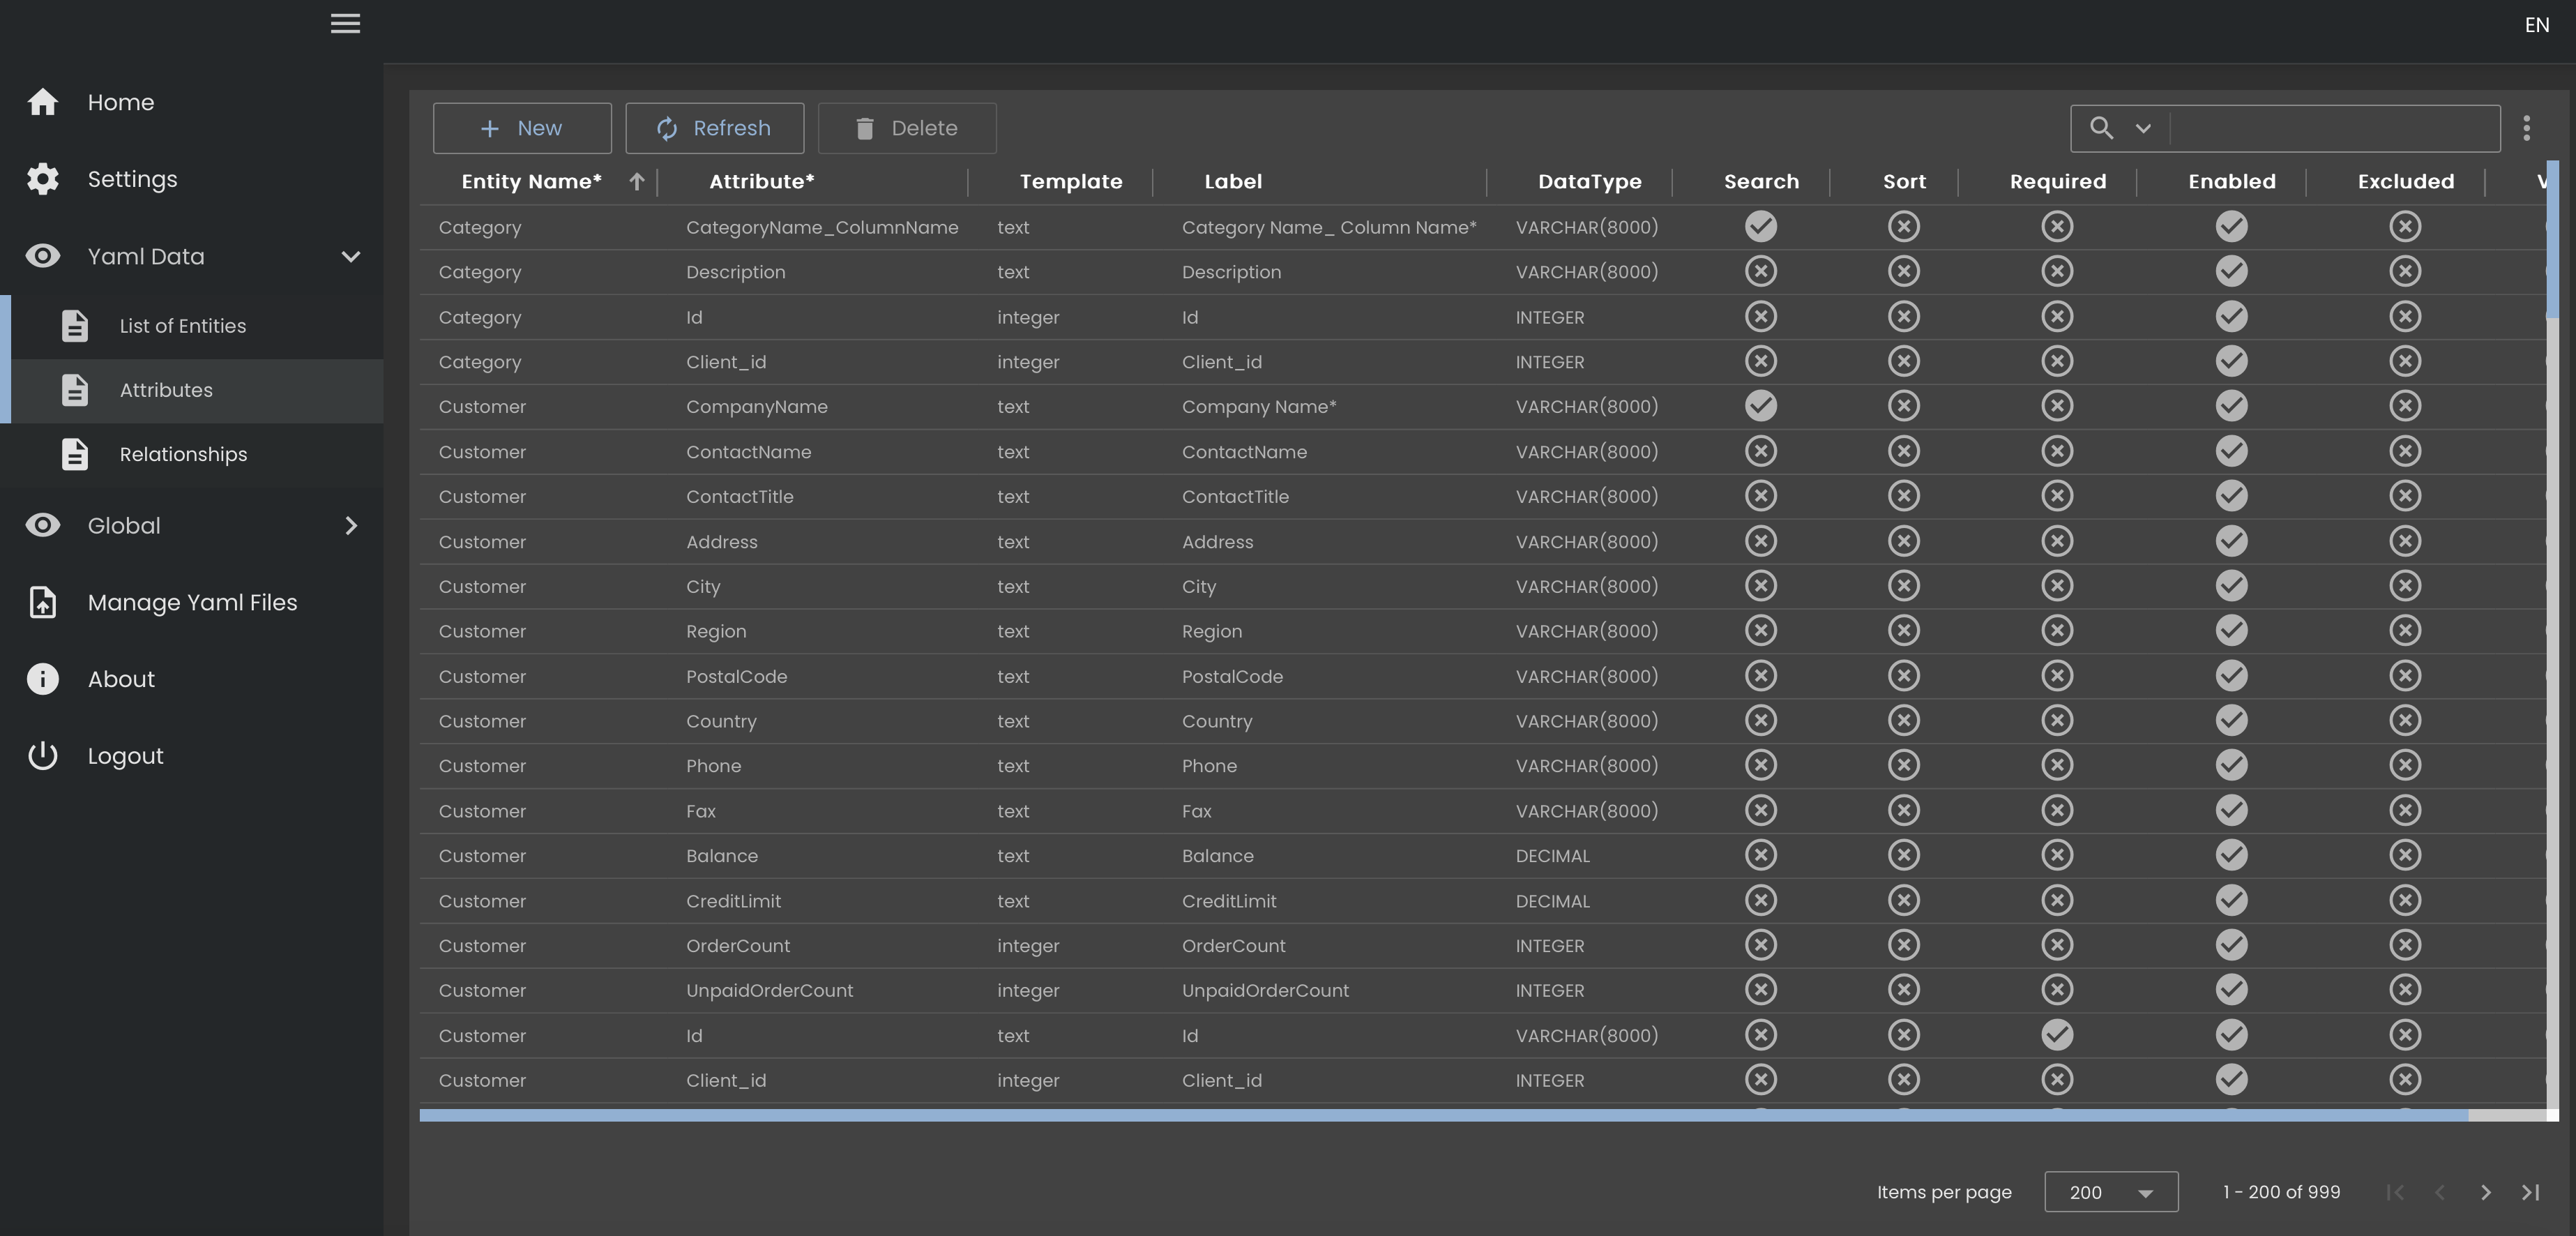 EN
Home
Settings
Yaml Data
List of Entities
Attributes
Relationships
Global
Manage Yaml Files
About
Logout
New Refresh Delete
Entity Name* Attribute* Template Label DataType Search Sort Required Enabled Excluded
Category CategoryName_ColumnName text Category Name_ Column Name* VARCHAR(8000)
Category Description text Description VARCHAR(8000)
Category Id integer Id INTEGER
Category Client_id integer Client_id INTEGER
Customer CompanyName text Company Name* VARCHAR(8000)
Customer ContactName text ContactName VARCHAR(8000)
Customer ContactTitle text ContactTitle VARCHAR(8000)
Customer Address text Address VARCHAR(8000)
Customer City text City VARCHAR(8000)
Customer Region text Region VARCHAR(8000)
Customer PostalCode text PostalCode VARCHAR(8000)
Customer Country text Country VARCHAR(8000)
Customer Phone text Phone VARCHAR(8000)
Customer Fax text Fax VARCHAR(8000)
Customer Balance text Balance DECIMAL
Customer CreditLimit text CreditLimit DECIMAL
Customer OrderCount integer OrderCount INTEGER
Customer UnpaidOrderCount integer UnpaidOrderCount INTEGER
Customer Id text Id VARCHAR(8000)
Customer Client_id integer Client_id INTEGER
Items per page 200 1 - 200 of 999